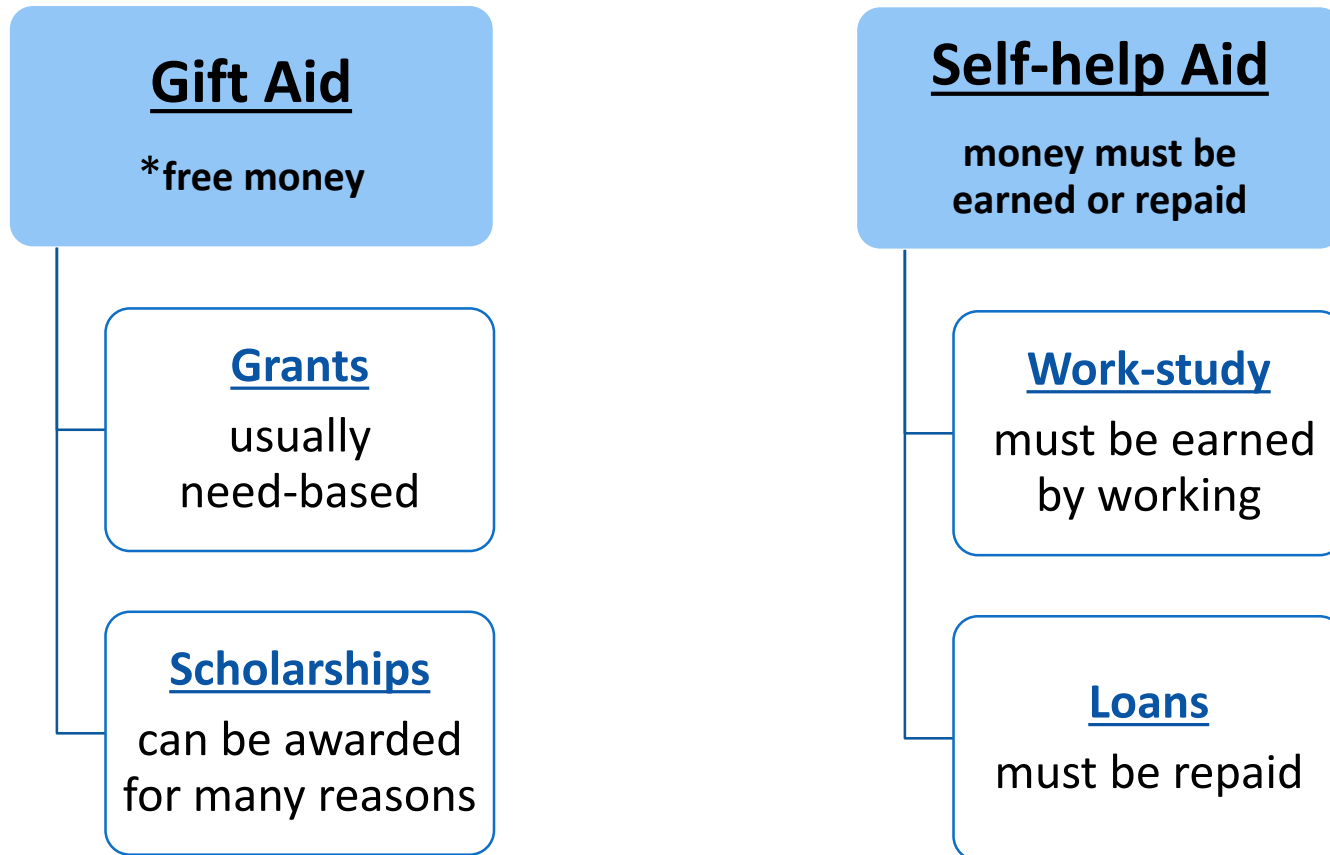 Gift Aid
*free money
Grants
usually
need-based
Scholarships
can be awarded
for many reasons
Self-help Aid
money must be
earned or repaid
Work-study
must be earned
by working
Loans
must be repaid